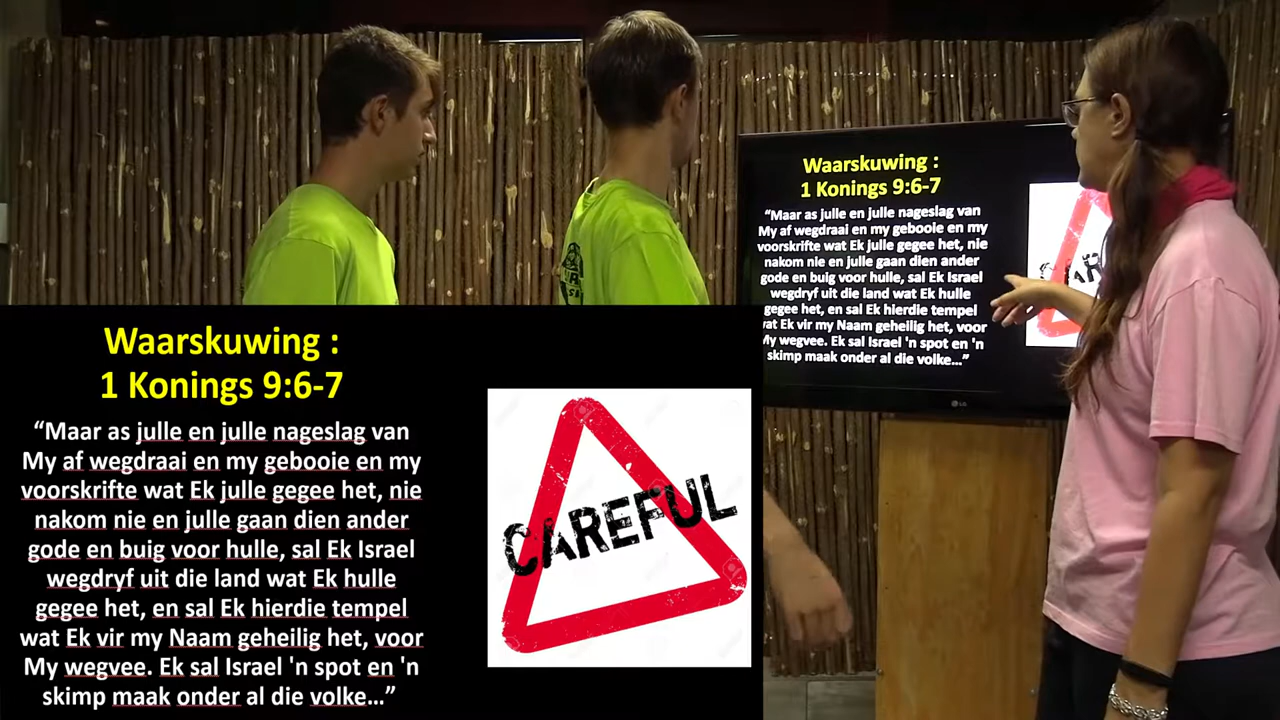 Waarskuwing :
1 Konings 9:6-7
“Maar as julle en julle nageslag van
My af wegdraai en my gebooie en my
voorskrifte wat Ek julle gegee het, nie
nakom nie en julle gaan dien ander
gode en buig voor hulle, sal Ek Israel
wegdryf uit die land wat Ek hulle
gegee het, en sal Ek hierdie tempel
wat Ek vir my Naam geheilig het, voor
My wegvee. Ek sal Israel 'n spot en 'n
skimp maak onder al die volke…”
LG
Waarskuwing :
1 Konings 9:6-7
“Maar as julle en julle nageslag van
My af wegdraai en my gebooie en my
voorskrifte wat Ek julle gegee het, nie
nakom nie en julle gaan dien ander
gode en buig voor hulle, sal Ek Israel
wegdryf uit die land wat Ek hulle
gegee het, en sal Ek hierdie tempel
wat Ek vir my Naam geheilig het, voor
My wegvee. Ek sal Israel 'n spot en 'n
skimp maak onder al die volke…”
CAREFUL